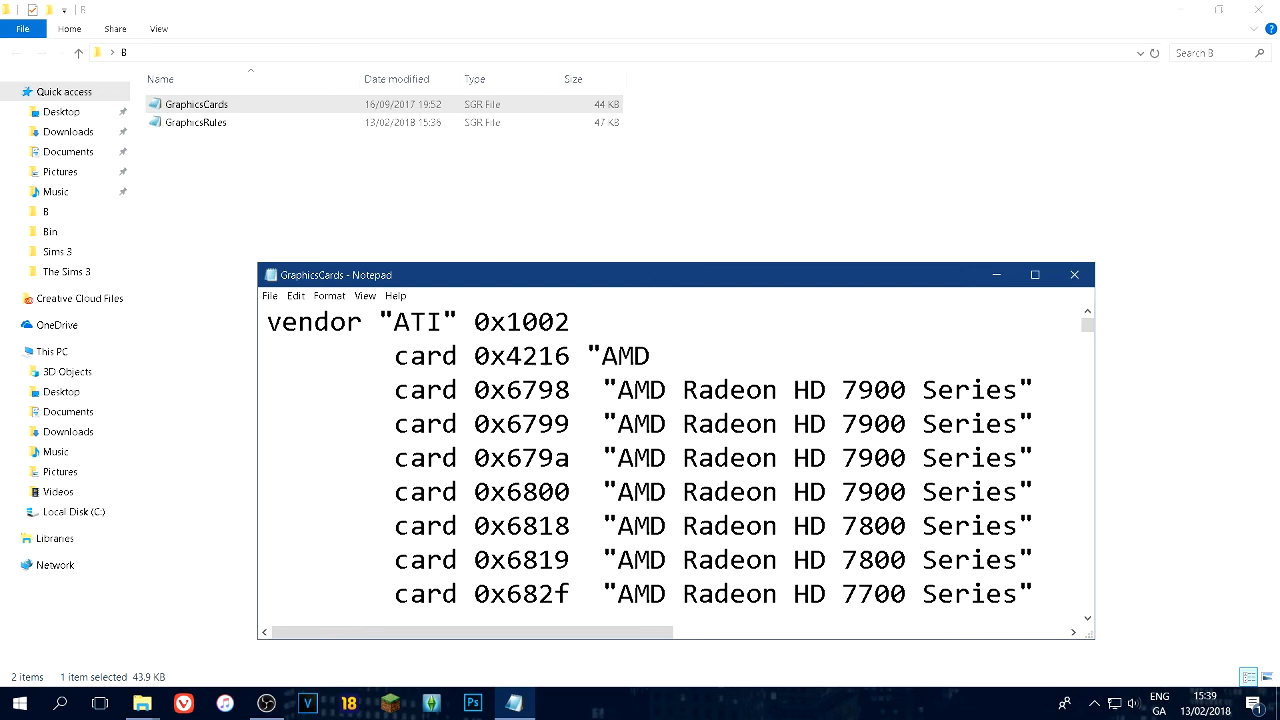 B
File Home Share View
B
Search B
Name Date modified Type Size
GraphicsCards 16/09/2017 19:52 SGR File 44 KB
GraphicsRules 13/02/2018 15:36 SGR File 47 KB
Quick access
Desktop
Downloads
Documents
Pictures
Music
B
Bin
Sims 3
The Sims 3
Creative Cloud Files
OneDrive
This PC
3D Objects
Desktop
Documents
Downloads
Music
Pictures
Videos
Local Disk (C:)
Libraries
Network
GraphicsCards - Notepad
File Edit Format View Help
vendor "ATI" 0x1002
card 0x4216 "AMD
card 0x6798 "AMD Radeon HD 7900 Series"
card 0x6799 "AMD Radeon HD 7900 Series"
card 0x679a "AMD Radeon HD 7900 Series"
card 0x6800 "AMD Radeon HD 7900 Series"
card 0x6818 "AMD Radeon HD 7800 Series"
card 0x6819 "AMD Radeon HD 7800 Series"
card 0x682f "AMD Radeon HD 7700 Series"
2 items 1 item selected 43.9 KB
V 18 Ps
ENG 15:39
GA 13/02/2018 1